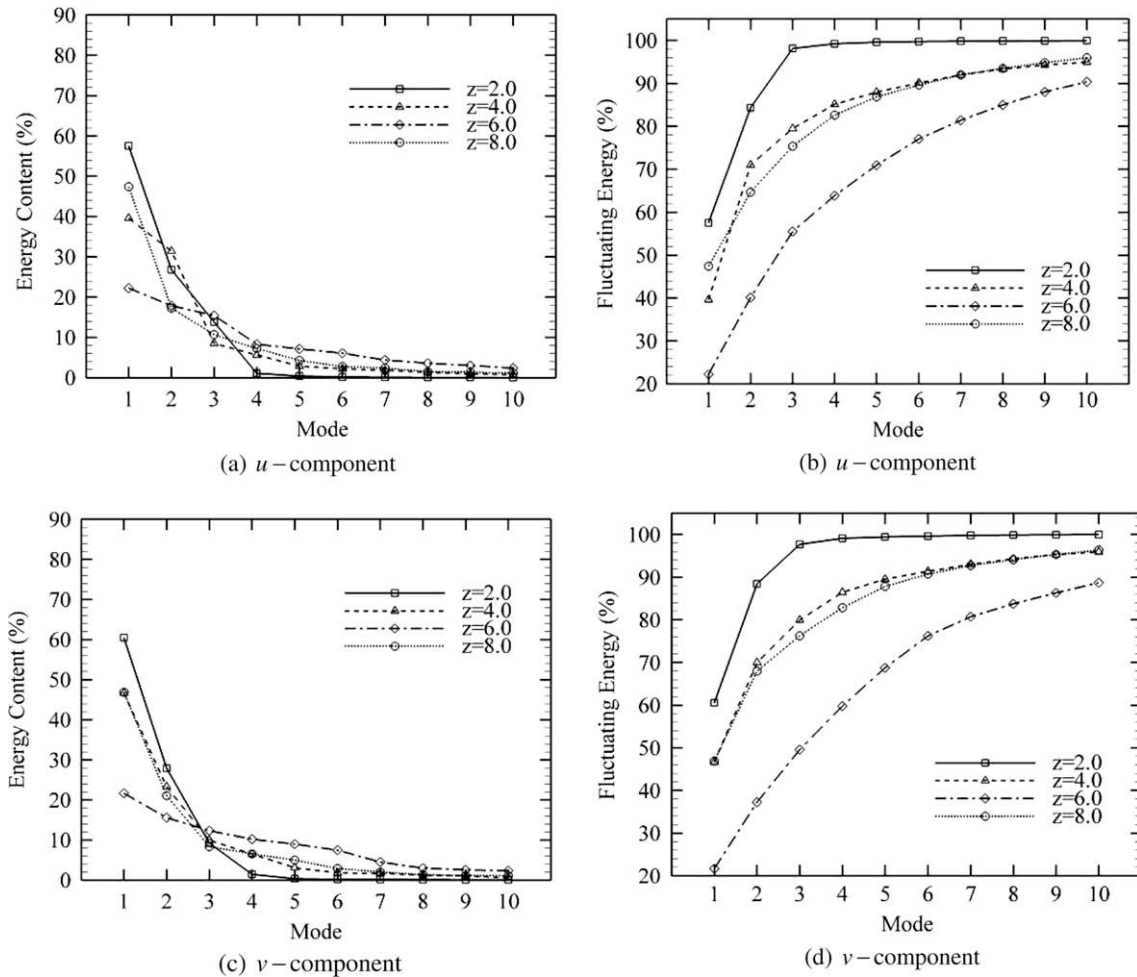 90
80
70
60
50
40
30
20
10
0
Energy Content (%)
z=2.0
z=4.0
z=6.0
z=8.0
1 2 3 4 5 6 7 8 9 10
Mode
(a) u – component
100
90
80
70
60
50
40
30
20
Fluctuating Energy (%)
z=2.0
z=4.0
z=6.0
z=8.0
1 2 3 4 5 6 7 8 9 10
Mode
(b) u – component
90
80
70
60
50
40
30
20
10
0
Energy Content (%)
z=2.0
z=4.0
z=6.0
z=8.0
1 2 3 4 5 6 7 8 9 10
Mode
(c) v – component
100
90
80
70
60
50
40
30
20
Fluctuating Energy (%)
z=2.0
z=4.0
z=6.0
z=8.0
1 2 3 4 5 6 7 8 9 10
Mode
(d) v – component